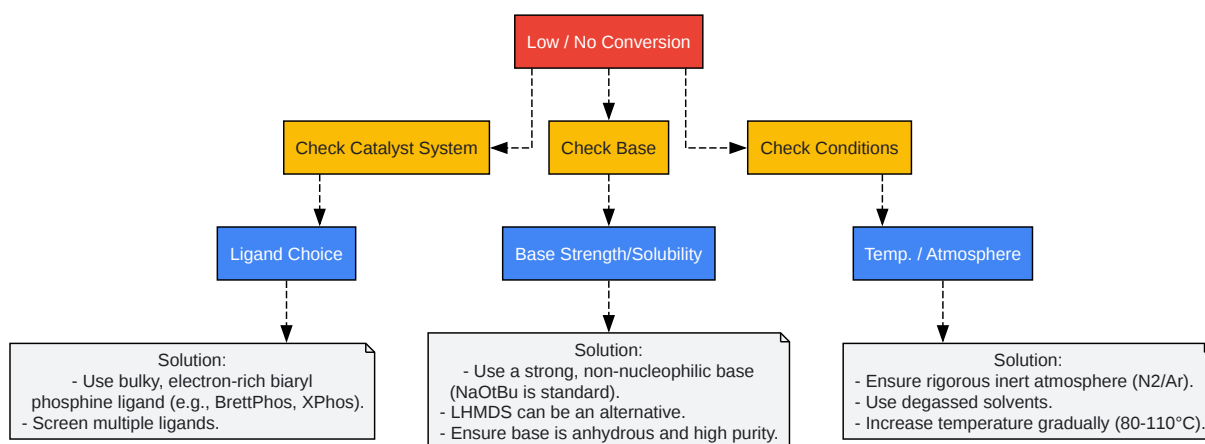 Low / No Conversion
Check Catalyst System
Check Base
Check Conditions
Ligand Choice
Base Strength/Solubility
Temp. / Atmosphere
Solution:
- Use bulky, electron-rich biaryl
phosphine ligand (e.g., BrettPhos, XPhos).
- Screen multiple ligands.
Solution:
- Use a strong, non-nucleophilic base
(NaOtBu is standard).
- LHMDS can be an alternative.
- Ensure base is anhydrous and high purity.
Solution:
- Ensure rigorous inert atmosphere (N2/Ar).
- Use degassed solvents.
- Increase temperature gradually (80-110°C).